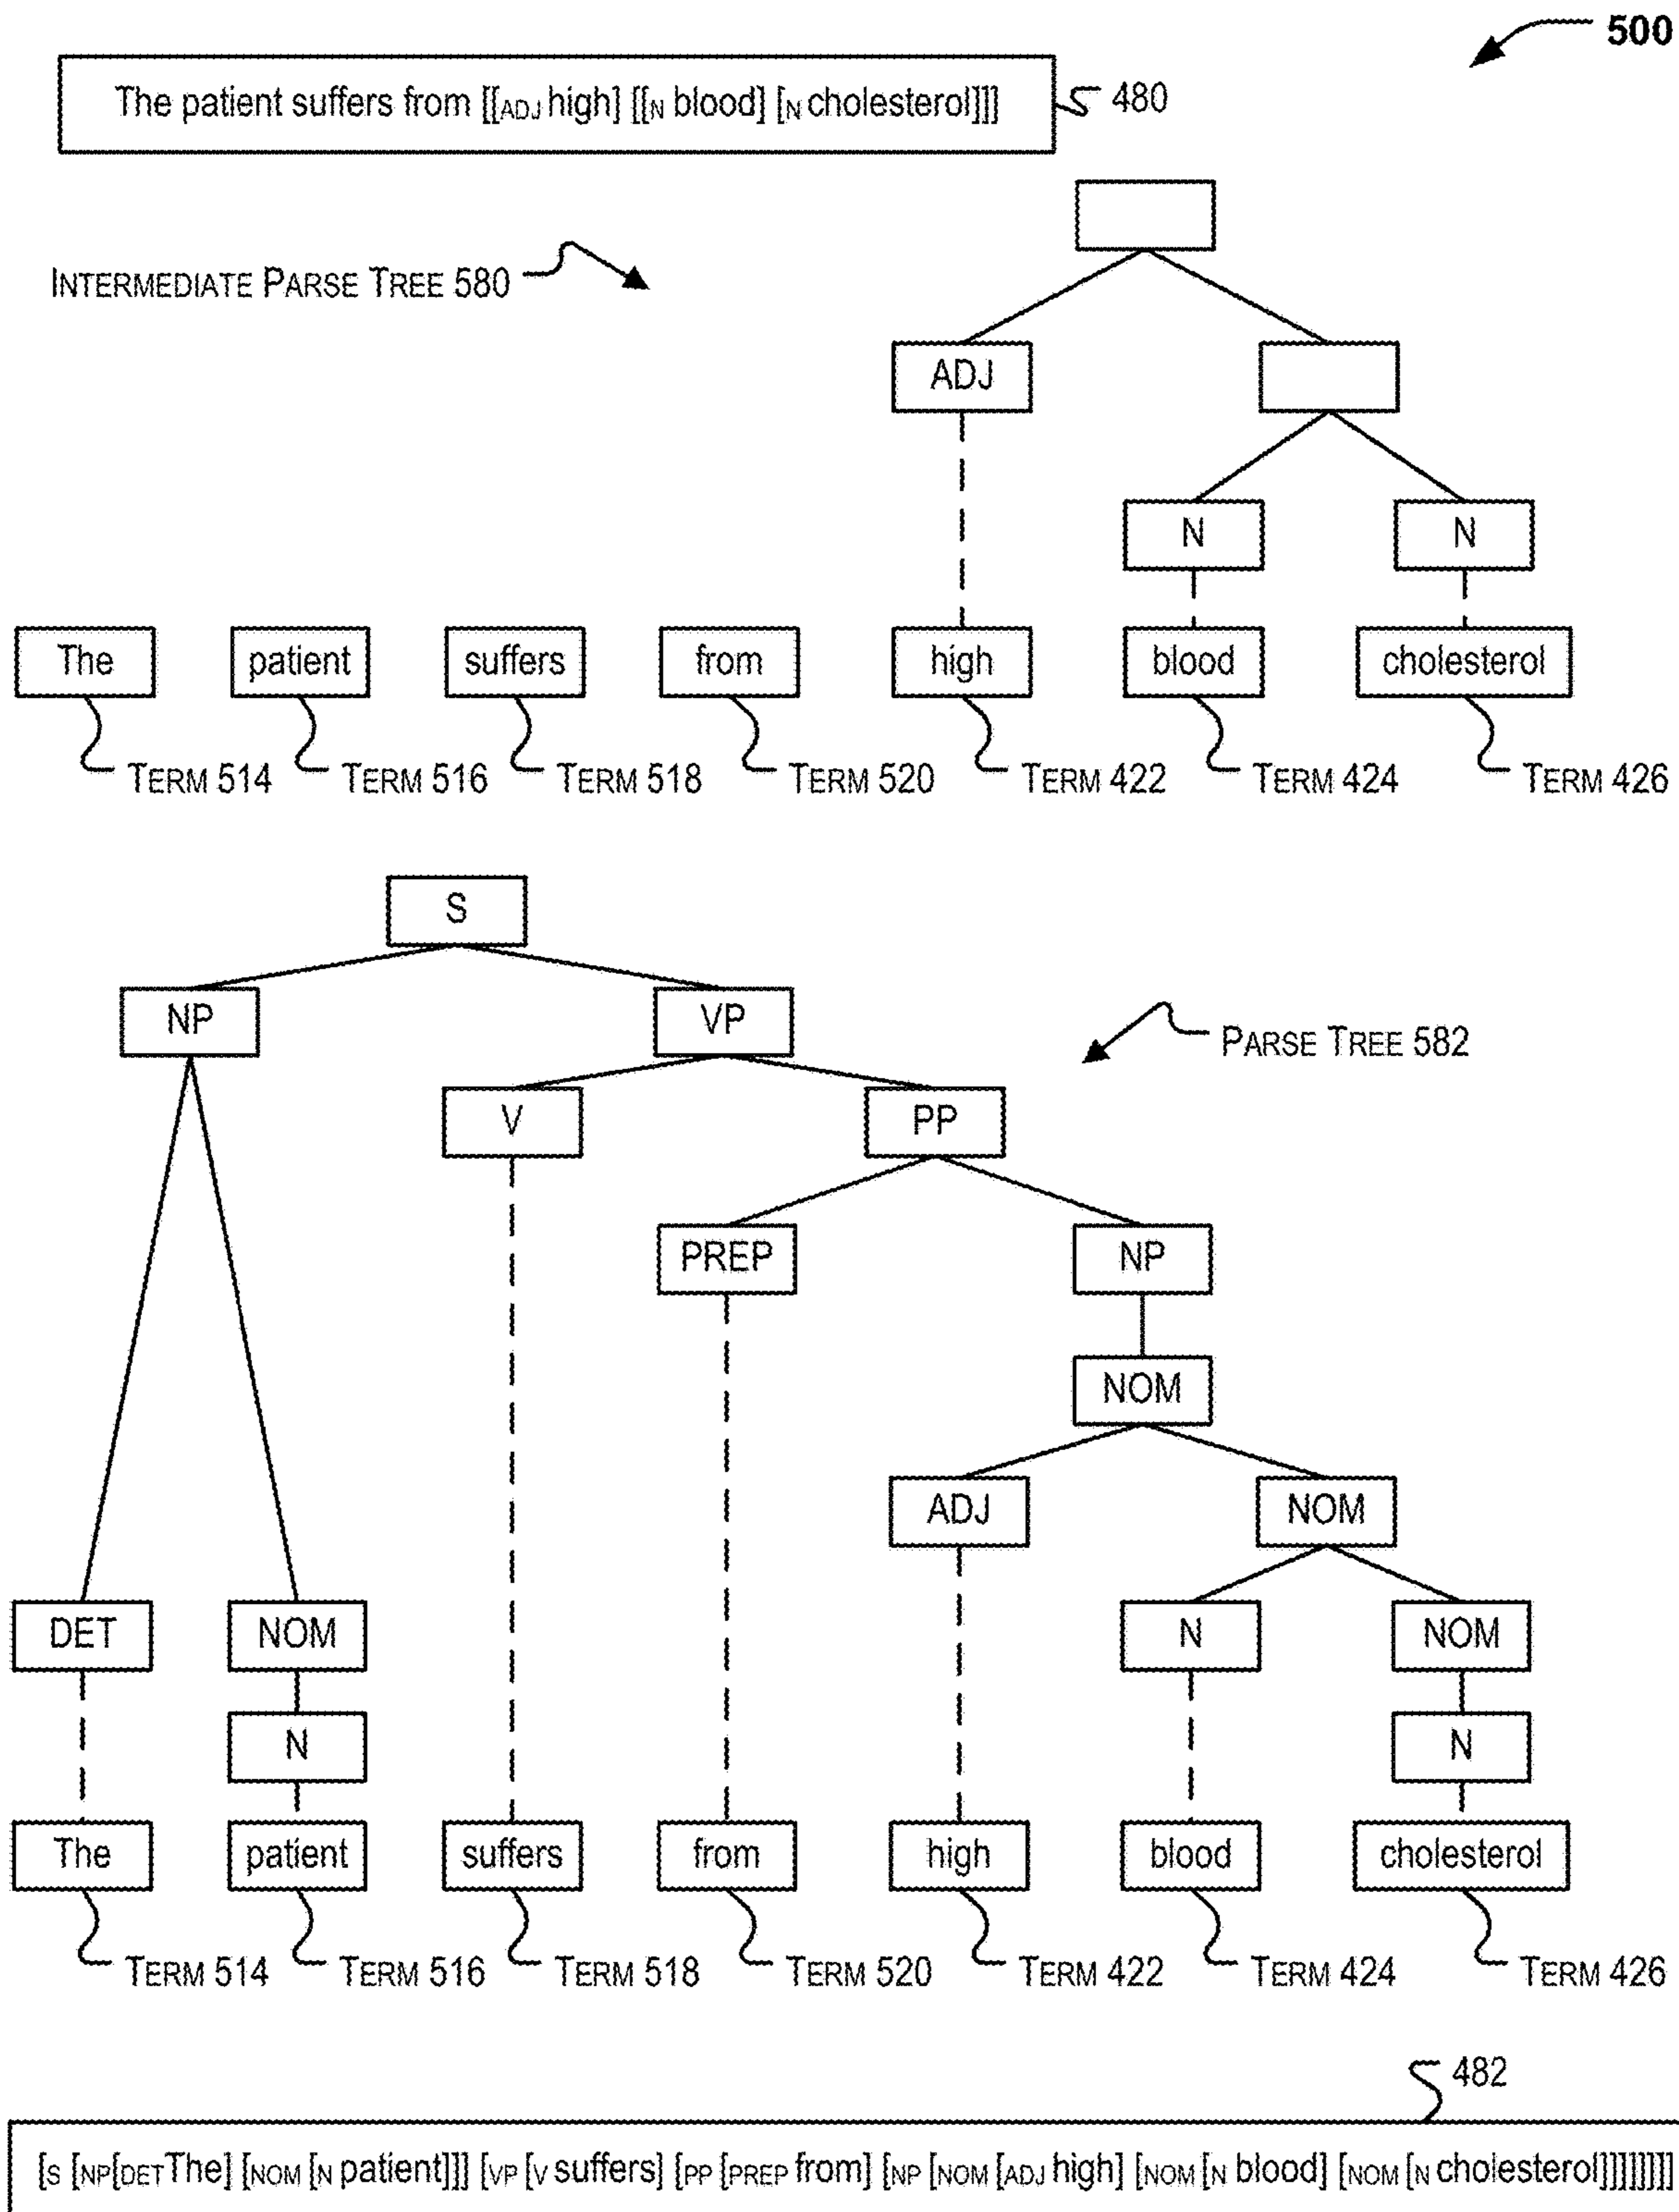 500
The patient suffers from [[ADJ high] [[N blood] [N cholesterol]]]
480
INTERMEDIATE PARSE TREE 580
ADJ
N N
The patient suffers from high blood cholesterol
TERM 514 TERM 516 TERM 518 TERM 520 TERM 422 TERM 424 TERM 426
S
NP VP
PARSE TREE 582
V PP
PREP NP
NOM
ADJ NOM
DET NOM N NOM
N N
The patient suffers from high blood cholesterol
TERM 514 TERM 516 TERM 518 TERM 520 TERM 422 TERM 424 TERM 426
482
[S [NP[DET The] [NOM [N patient]]] [VP [V suffers] [PP [PREP from] [NP [NOM [ADJ high] [NOM [N blood] [NOM [N cholesterol]]]]]]]]